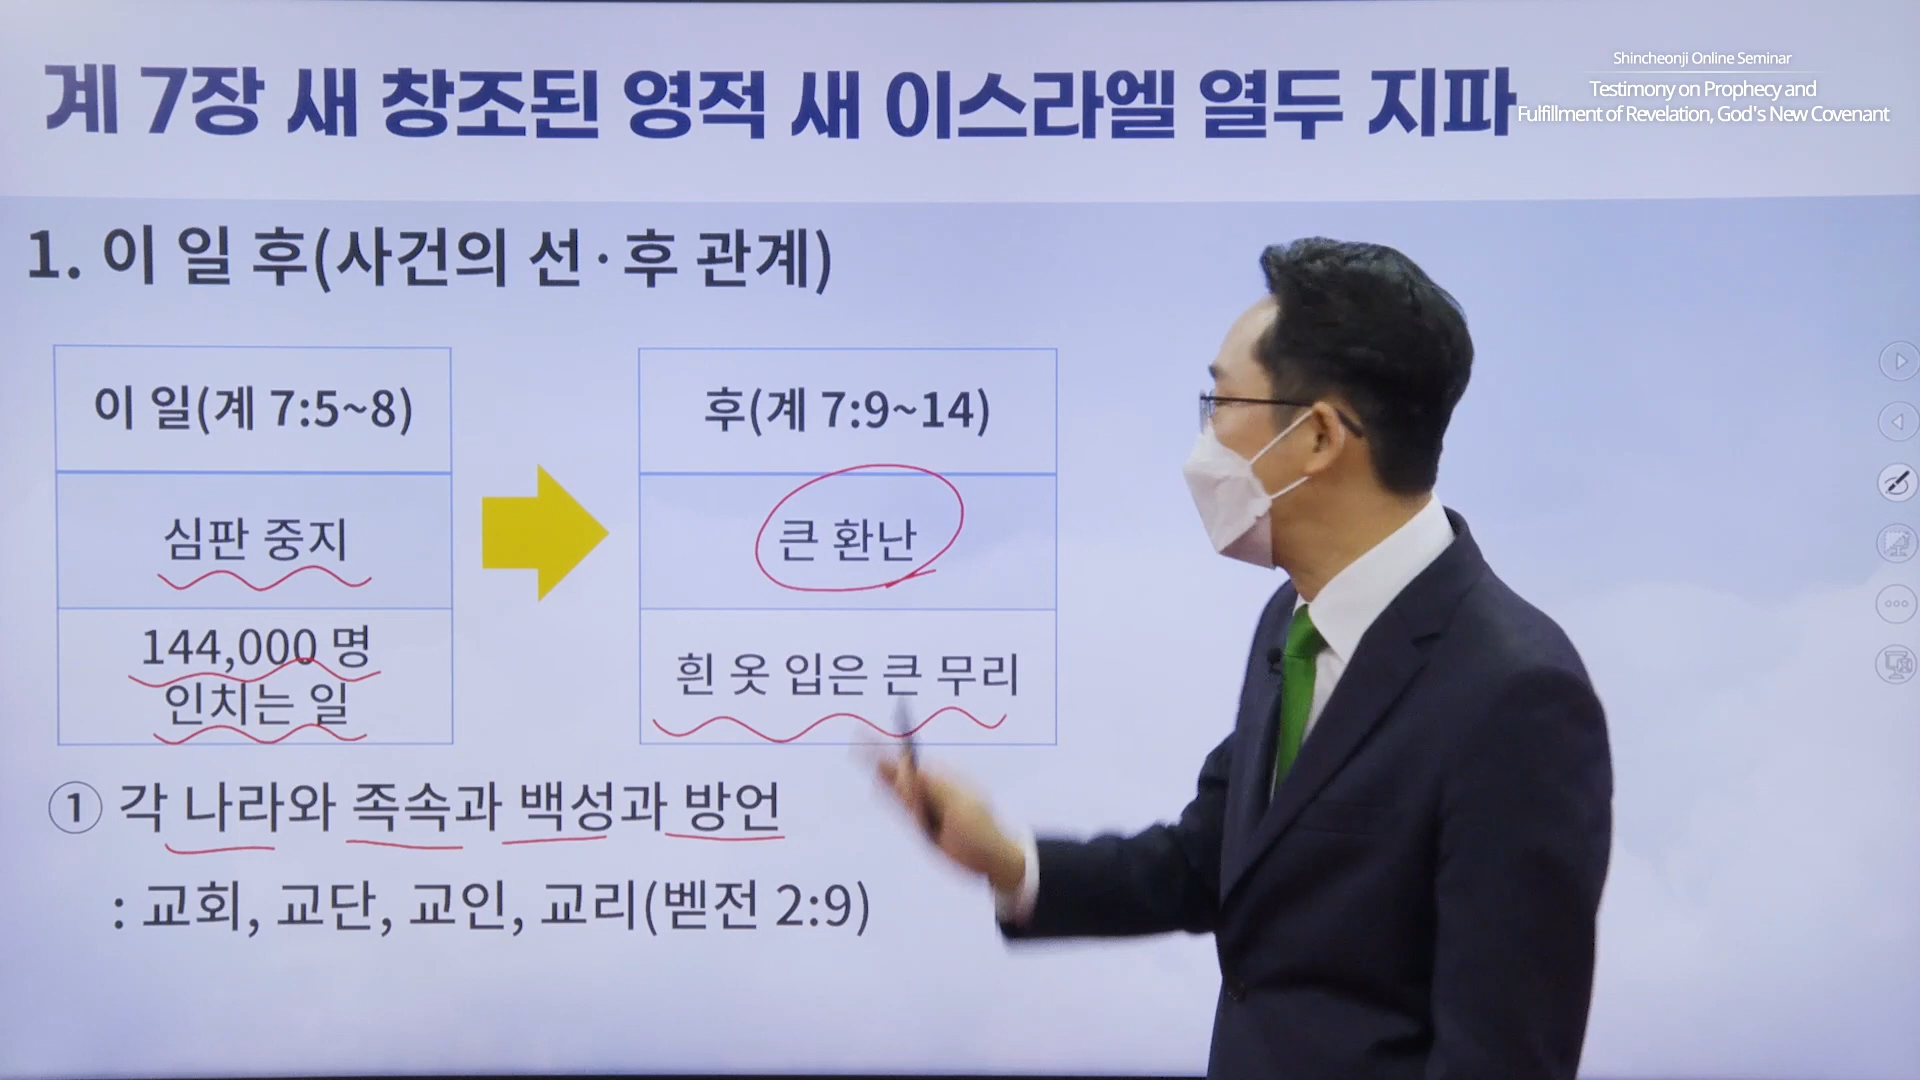 계 7장 새 창조된 영적 새 이스라엘 열두 지파
Shincheonji Online Seminar
Testimony on Prophecy and
Fulfillment of Revelation, God's New Covenant
1. 이 일 후(사건의 선·후 관계)
이 일(계 7:5~8)
후(계 7:9~14)
심판 중지
큰 환난
144,000 명
인치는 일
흰 옷 입은 큰 무리
① 각 나라와 족속과 백성과 방언
: 교회, 교단, 교인, 교리(벧전 2:9)